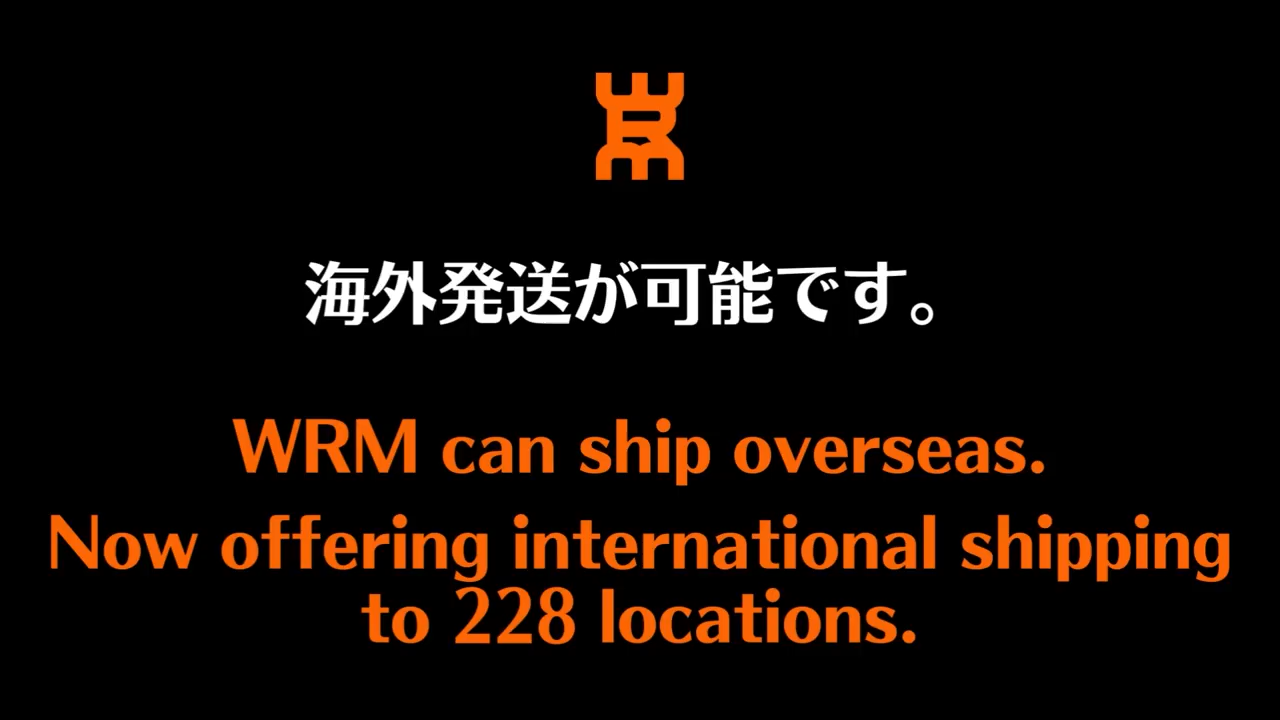 海外発送が可能です。
WRM can ship overseas.
Now offering international shipping
to 228 locations.